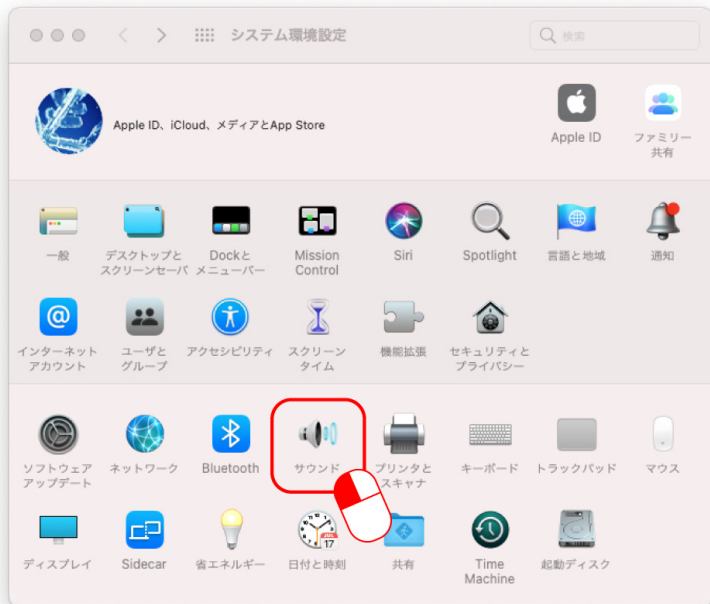 システム環境設定
検索
Apple ID、iCloud、メディアとApp Store
Apple ID
ファミリー
共有
一般
デスクトップと
スクリーンセーバ
Dockと
メニューバー
Mission
Control
Siri
Spotlight
言語と地域
通知
インターネット
アカウント
ユーザと
グループ
アクセシビリティ
スクリーン
タイム
機能拡張
セキュリティと
プライバシー
ソフトウェア
アップデート
ネットワーク
Bluetooth
サウンド
プリンタと
スキャナ
キーボード
トラックパッド
マウス
ディスプレイ
Sidecar
省エネルギー
JUL
17
日付と時刻
共有
Time
Machine
起動ディスク